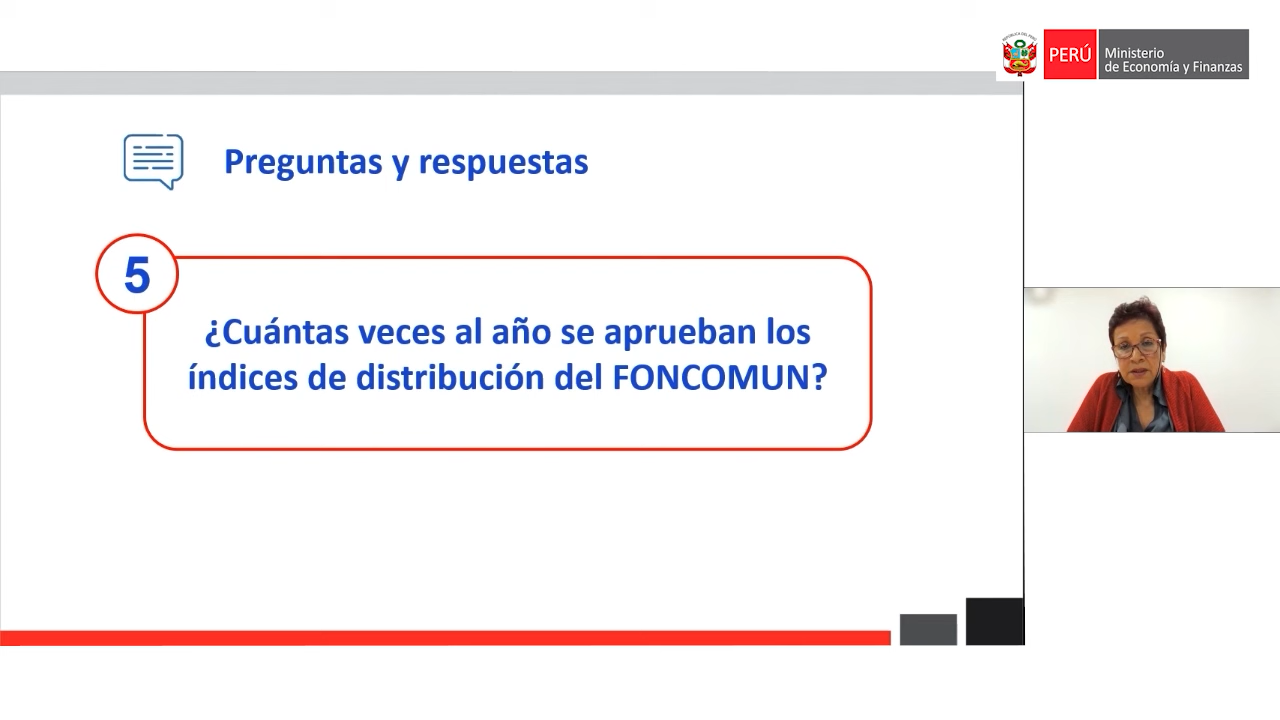 PERÚ
Ministerio
de Economía y Finanzas
Preguntas y respuestas
5
¿Cuántas veces al año se aprueban los
índices de distribución del FONCOMUN?